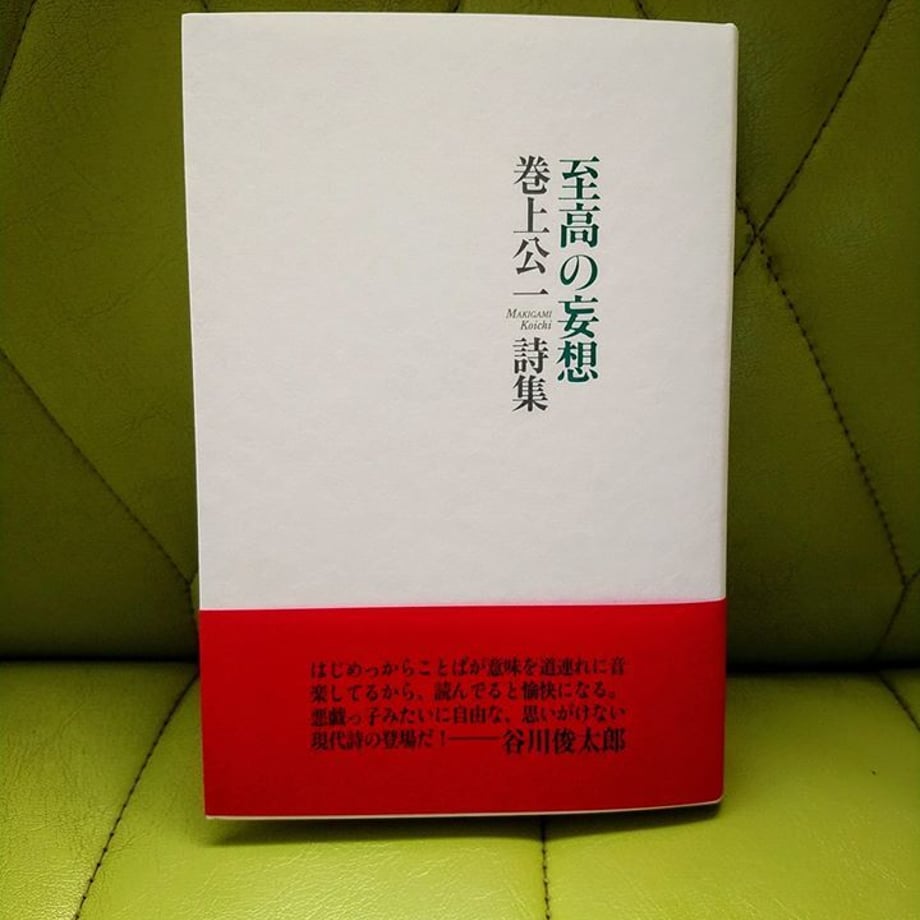 至高の妄想
巻上公一
MAKIGAMI
Koichi
詩集
はじめっからことばが意味を道連れに音
楽してるから、読んでると愉快になる。
悪戯っ子みたいに自由な、思いがけない
現代詩の登場だ!——谷川俊太郎